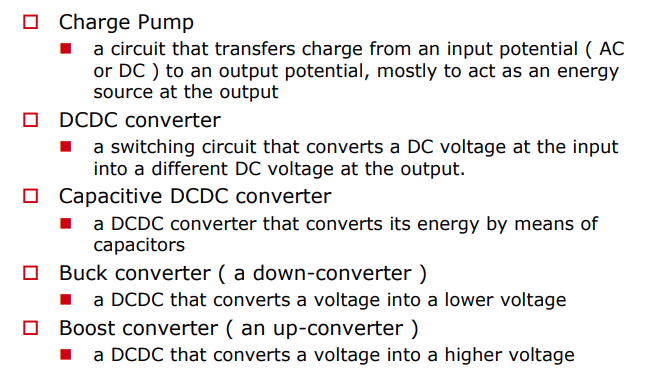 Charge Pump
a circuit that transfers charge from an input potential ( AC
or DC ) to an output potential, mostly to act as an energy
source at the output
DCDC converter
a switching circuit that converts a DC voltage at the input
into a different DC voltage at the output.
Capacitive DCDC converter
a DCDC converter that converts its energy by means of
capacitors
Buck converter ( a down-converter )
a DCDC that converts a voltage into a lower voltage
Boost converter ( an up-converter )
a DCDC that converts a voltage into a higher voltage